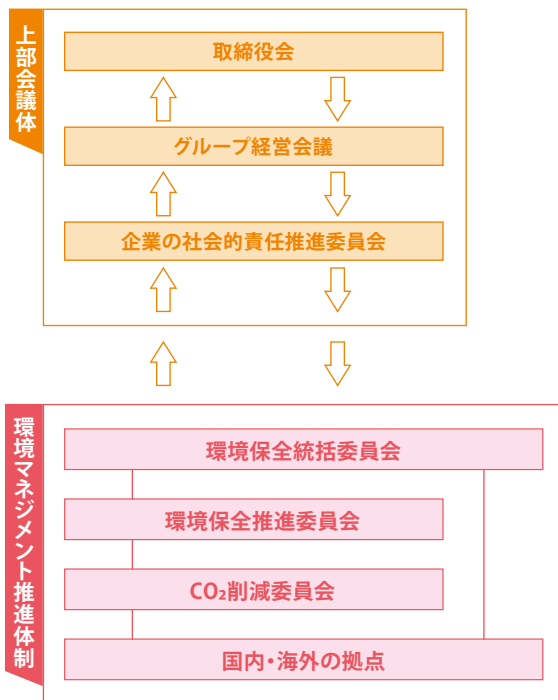 上部会議体
取締役会
グループ経営会議
企業の社会的責任推進委員会
環境マネジメント推進体制
環境保全統括委員会
環境保全推進委員会
CO₂削減委員会
国内・海外の拠点